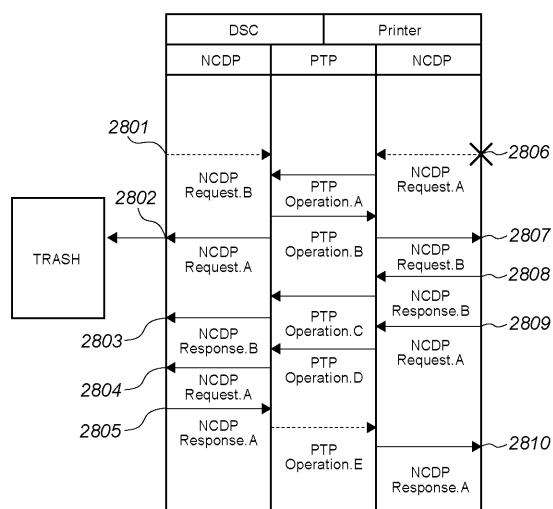 DSC Printer
NCDP PTP NCDP
2801
2806
NCDP
Request.B
PTP
Operation.A
NCDP
Request.A
2802
2807
TRASH
NCDP
Request.A
PTP
Operation.B
NCDP
Request.B
2808
2803
NCDP
Response.B
PTP
Operation.C
NCDP
Response.B
2809
2804
NCDP
Request.A
PTP
Operation.D
NCDP
Request.A
2805
NCDP
Response.A
PTP
Operation.E
2810
NCDP
Response.A